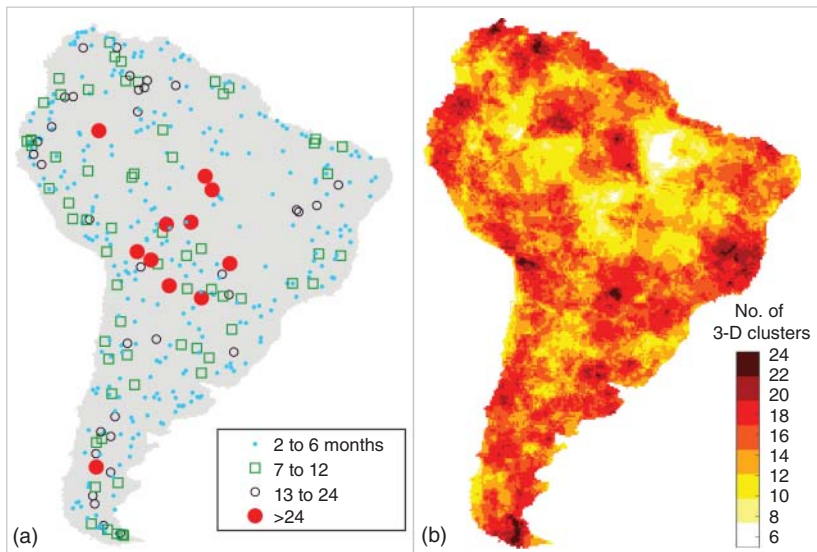 2 to 6 months
7 to 12
13 to 24
>24
(a)
No. of
3-D clusters
24
22
20
18
16
14
12
10
8
6
(b)